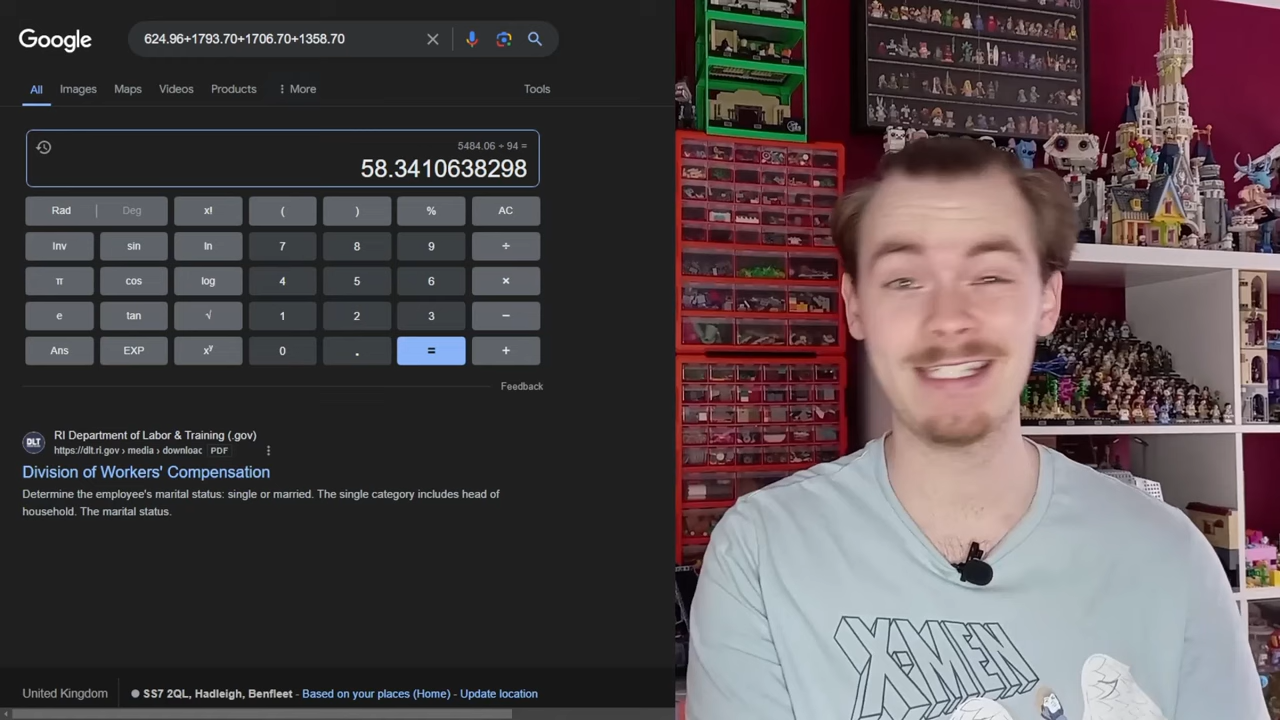 Google
624.96+1793.70+1706.70+1358.70
All Images Maps Videos Products More Tools
5484.06 ÷ 94 =
58.3410638298
Rad Deg x! ( ) % AC
Inv sin ln 7 8 9 ÷
π cos log 4 5 6 ×
e tan √ 1 2 3 −
Ans EXP xʸ 0 . = +
Feedback
DLT
RI Department of Labor & Training (.gov)
https://dlt.ri.gov › media › downloac PDF
Division of Workers' Compensation
Determine the employee's marital status: single or married. The single category includes head of
household. The marital status.
United Kingdom SS7 2QL, Hadleigh, Benfleet - Based on your places (Home) - Update location
X-MEN